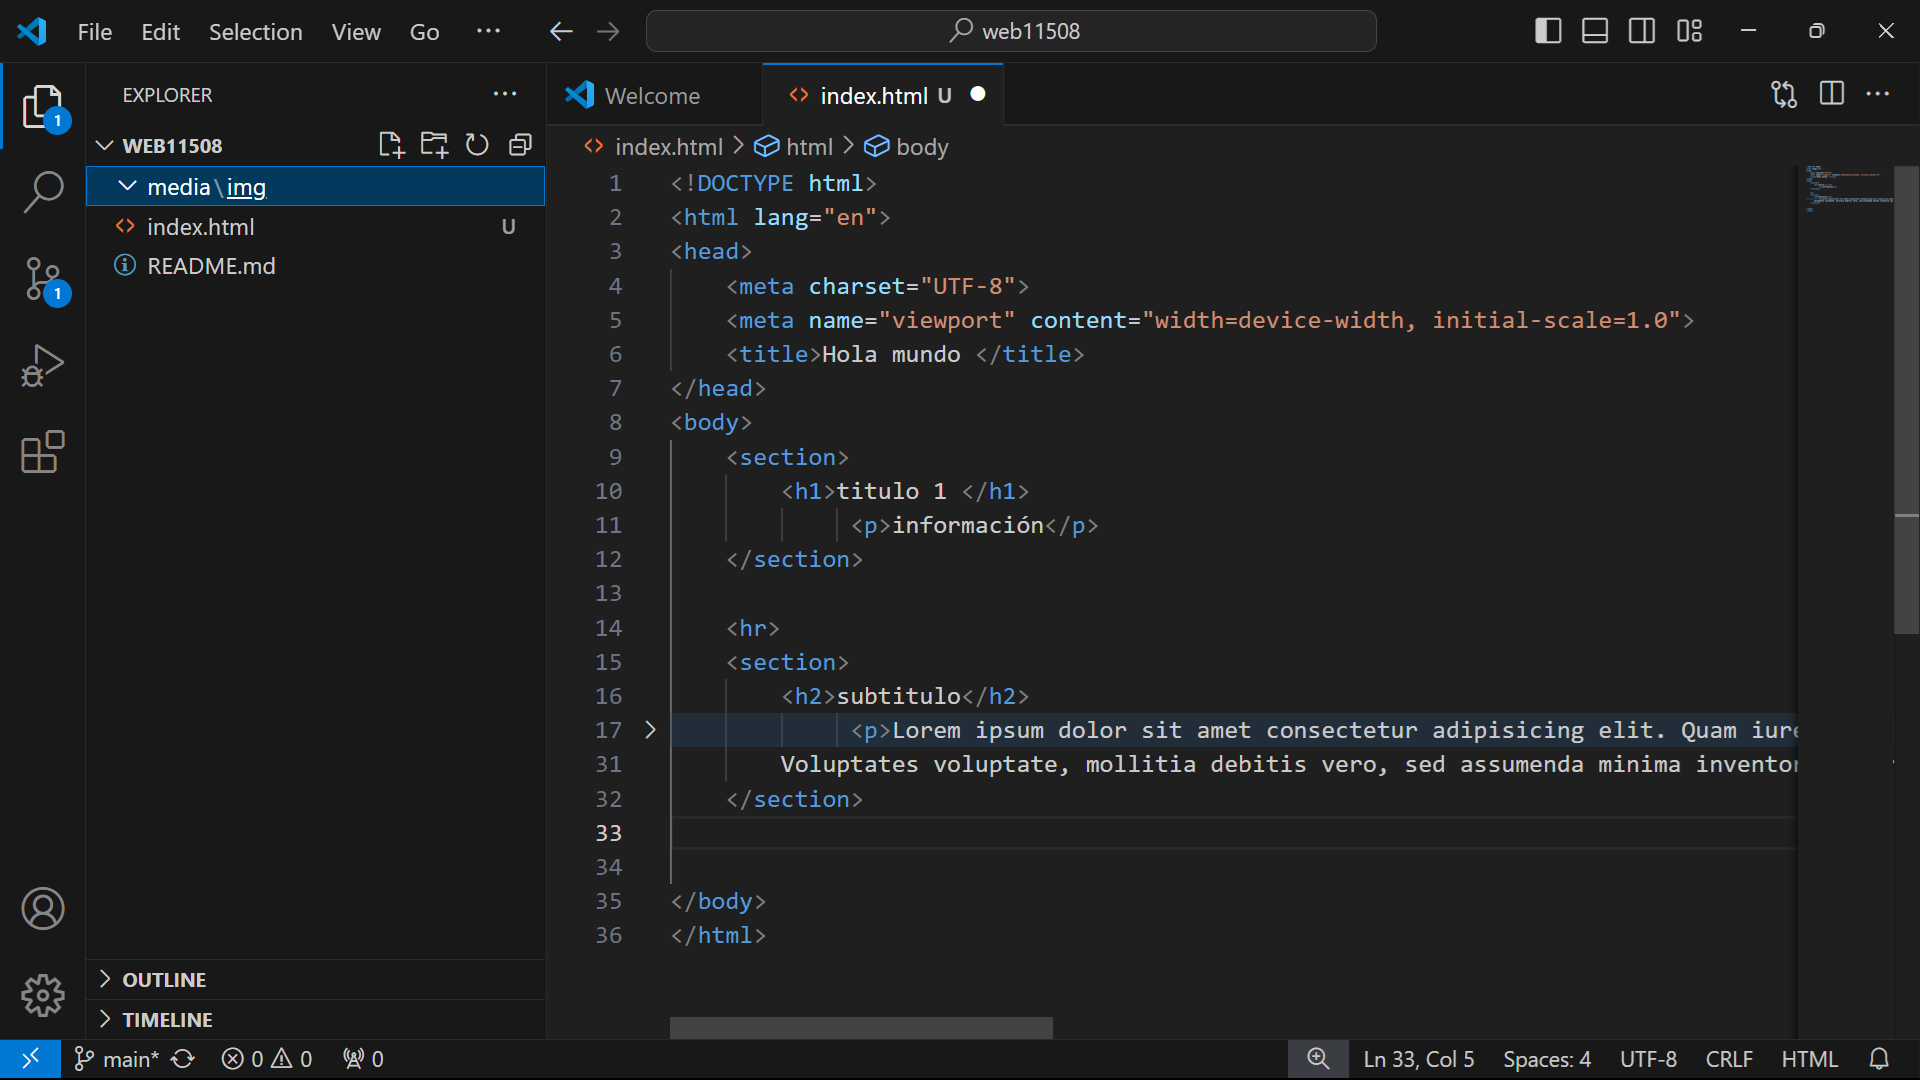 File Edit Selection View Go ··· web11508
EXPLORER ···
WEB11508
media\img
index.html U
README.md
OUTLINE
TIMELINE
Welcome index.html U ···
index.html > html > body
1 <!DOCTYPE html>
2 <html lang="en">
3 <head>
4 <meta charset="UTF-8">
5 <meta name="viewport" content="width=device-width, initial-scale=1.0">
6 <title>Hola mundo </title>
7 </head>
8 <body>
9 <section>
10 <h1>titulo 1 </h1>
11 <p>información</p>
12 </section>
13
14 <hr>
15 <section>
16 <h2>subtitulo</h2>
17 <p>Lorem ipsum dolor sit amet consectetur adipisicing elit. Quam iure
31 Voluptates voluptate, mollitia debitis vero, sed assumenda minima inventor
32 </section>
33
34
35 </body>
36 </html>
1
1
main* 0 0 0 Ln 33, Col 5 Spaces: 4 UTF-8 CRLF HTML